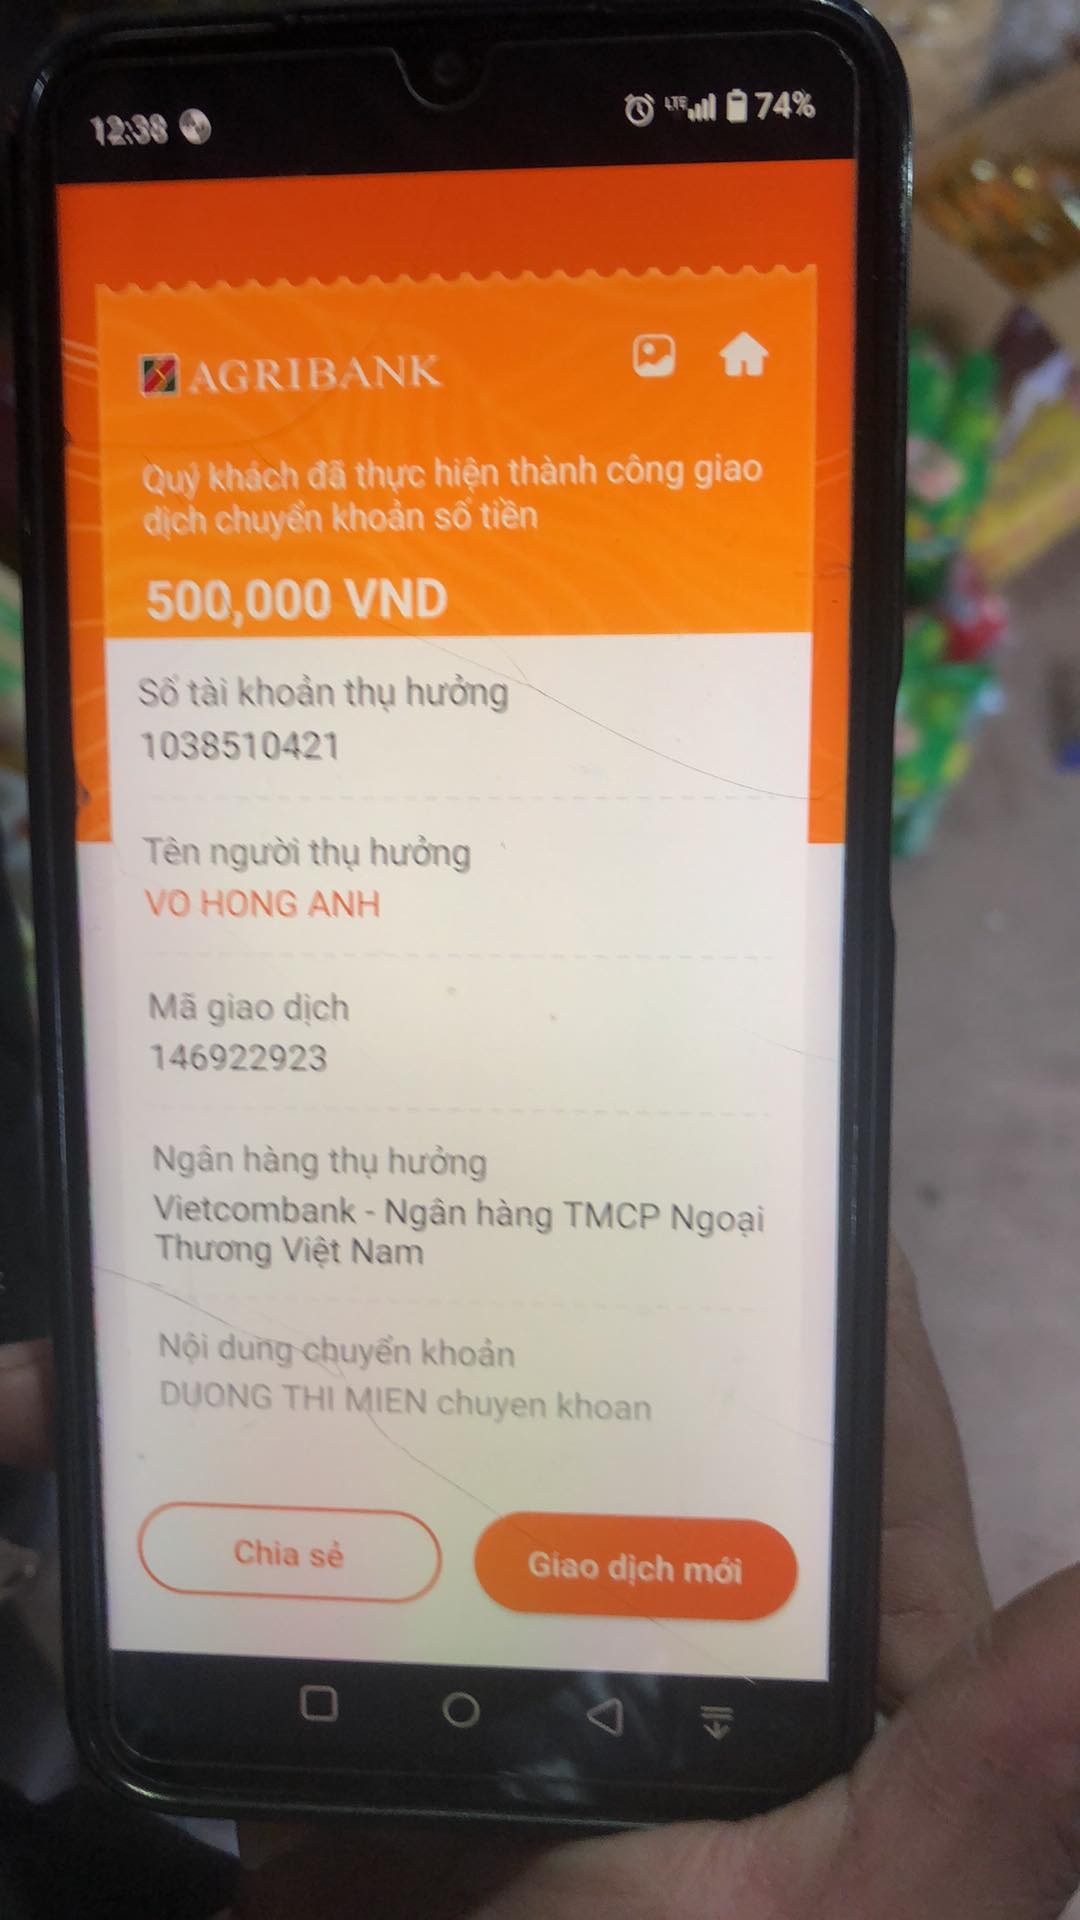 12:38
LTE 74%
AGRIBANK
Quý khách đã thực hiện thành công giao
dịch chuyển khoản số tiền
500,000 VND
Số tài khoản thụ hưởng
1038510421
Tên người thụ hưởng
VO HONG ANH
Mã giao dịch
146922923
Ngân hàng thụ hưởng
Vietcombank - Ngân hàng TMCP Ngoại
Thương Việt Nam
Nội dung chuyển khoản
DUONG THI MIEN chuyen khoan
Chia sẻ
Giao dịch mới